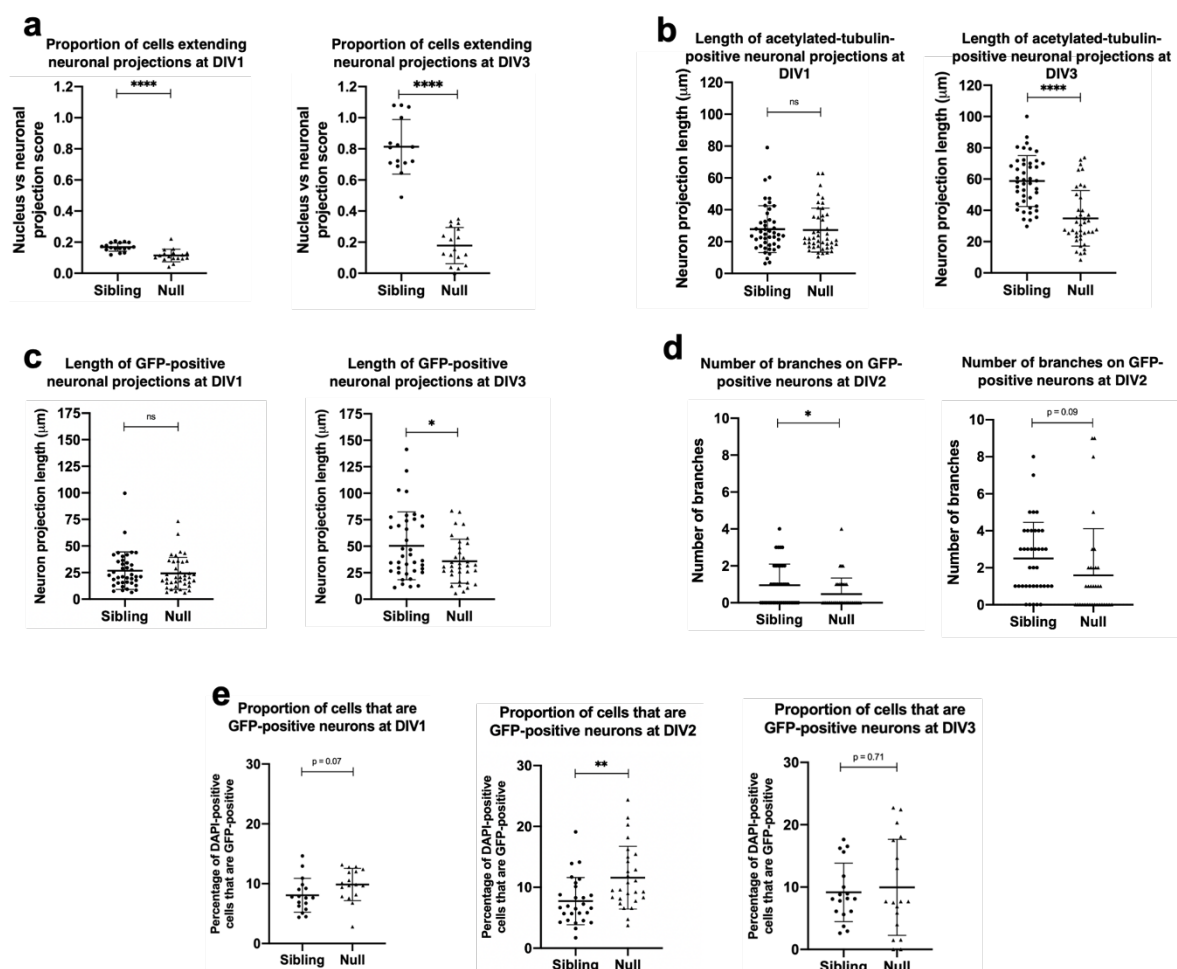 a
Proportion of cells extending
neuronal projections at DIV1
****
Nucleus vs neuronal
projection score
1.2
1.0
0.8
0.6
0.4
0.2
0.0
Sibling Null
Proportion of cells extending
neuronal projections at DIV3
****
Nucleus vs neuronal
projection score
1.2
1.0
0.8
0.6
0.4
0.2
0.0
Sibling Null
b
Length of acetylated-tubulin-
positive neuronal projections at
DIV1
ns
Neuron projection length (μm)
120
100
80
60
40
20
0
Sibling Null
Length of acetylated-tubulin-
positive neuronal projections at
DIV3
****
Neuron projection length (μm)
120
100
80
60
40
20
0
Sibling Null
c
Length of GFP-positive
neuronal projections at DIV1
ns
Neuron projection length (μm)
175
150
125
100
75
50
25
0
Sibling Null
Length of GFP-positive
neuronal projections at DIV3
*
Neuron projection length (μm)
175
150
125
100
75
50
25
0
Sibling Null
d
Number of branches on GFP-
positive neurons at DIV2
*
Number of branches
10
8
6
4
2
0
Sibling Null
Number of branches on GFP-
positive neurons at DIV2
p = 0.09
Number of branches
10
8
6
4
2
0
Sibling Null
e
Proportion of cells that are
GFP-positive neurons at DIV1
p = 0.07
Percentage of DAPI-positive
cells that are GFP-positive
30
20
10
0
Sibling Null
Proportion of cells that are
GFP-positive neurons at DIV2
**
Percentage of DAPI-positive
cells that are GFP-positive
30
20
10
0
Sibling Null
Proportion of cells that are
GFP-positive neurons at DIV3
p = 0.71
Percentage of DAPI-positive
cells that are GFP-positive
30
20
10
0
Sibling Null